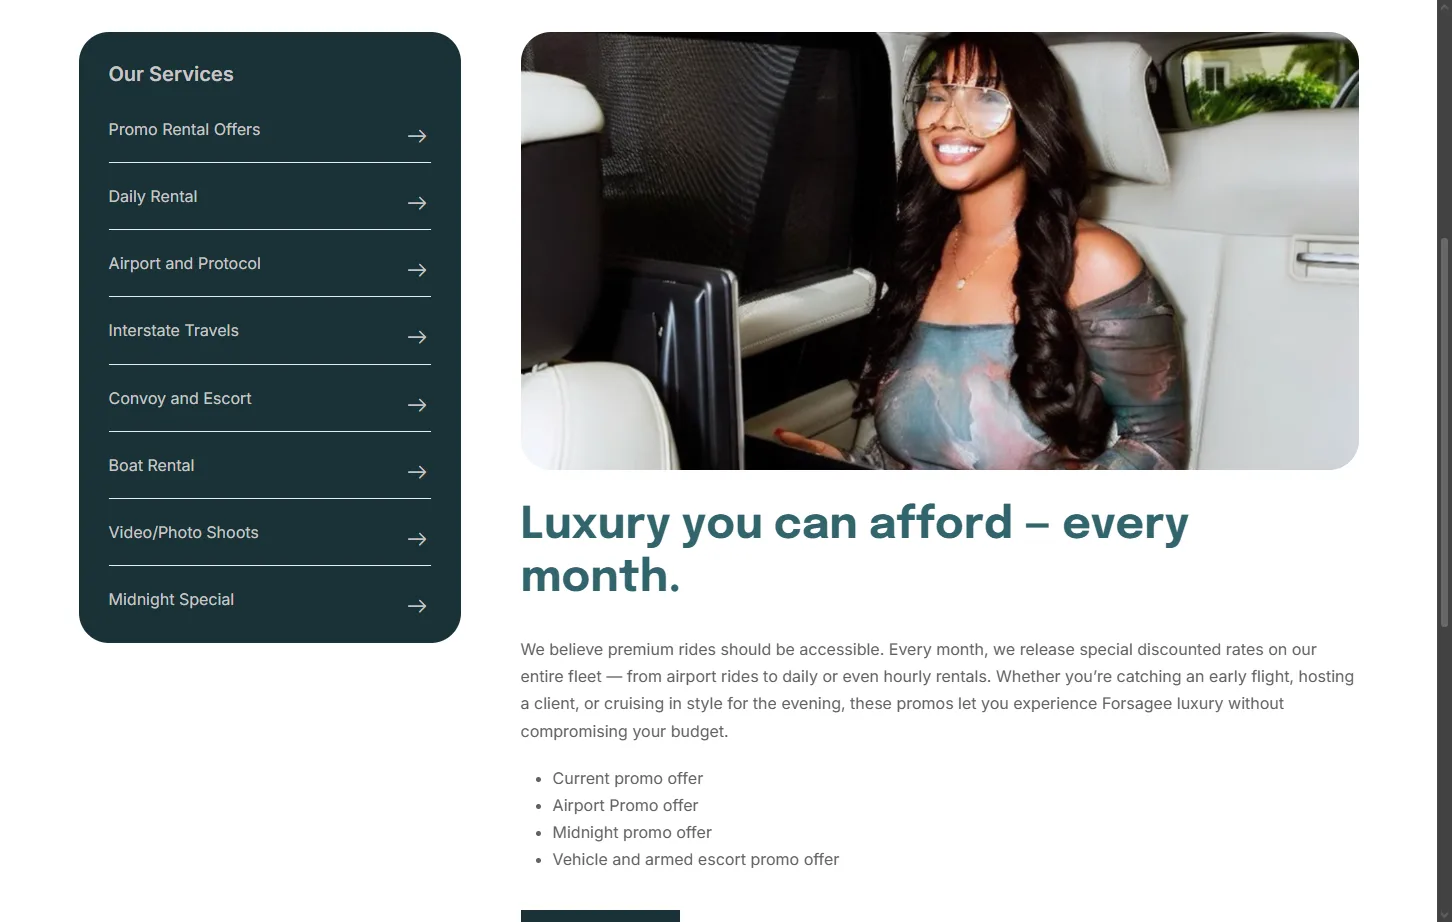 Our Services
Promo Rental Offers
Daily Rental
Airport and Protocol
Interstate Travels
Convoy and Escort
Boat Rental
Video/Photo Shoots
Midnight Special
Luxury you can afford – every
month.
We believe premium rides should be accessible. Every month, we release special discounted rates on our
entire fleet — from airport rides to daily or even hourly rentals. Whether you’re catching an early flight, hosting
a client, or cruising in style for the evening, these promos let you experience Forsagee luxury without
compromising your budget.
• Current promo offer
• Airport Promo offer
• Midnight promo offer
• Vehicle and armed escort promo offer